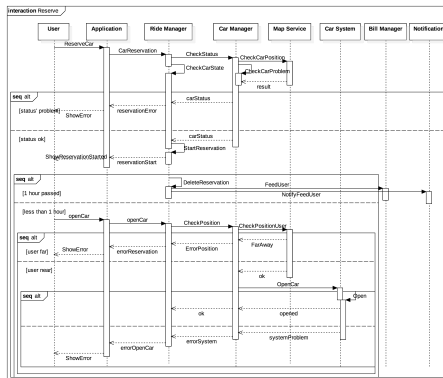 interaction Reserve
User
Application
Ride Manager
Car Manager
Map Service
Car System
Bill Manager
Notification
ReserveCar
CarReservation
CheckStatus
CheckCarPosition
CheckCarState
CheckCarProblem
result
seq alt
carStatus
[status' problem]
reservationError
ShowError
carStatus
[status ok]
StartReservation
ShowReservationStarted
reservationStart
seq alt
DeleteReservation
FeedUser
[1 hour passed]
NotifyFeedUser
[less than 1 hour]
openCar
openCar
CheckPosition
CheckPositionUser
seq alt
FarAway
[user far]
ShowError
ErrorPosition
errorReservation
[user near]
ok
OpenCar
seq alt
Open
ok
opened
systemProblem
errorSystem
errorOpenCar
ShowError